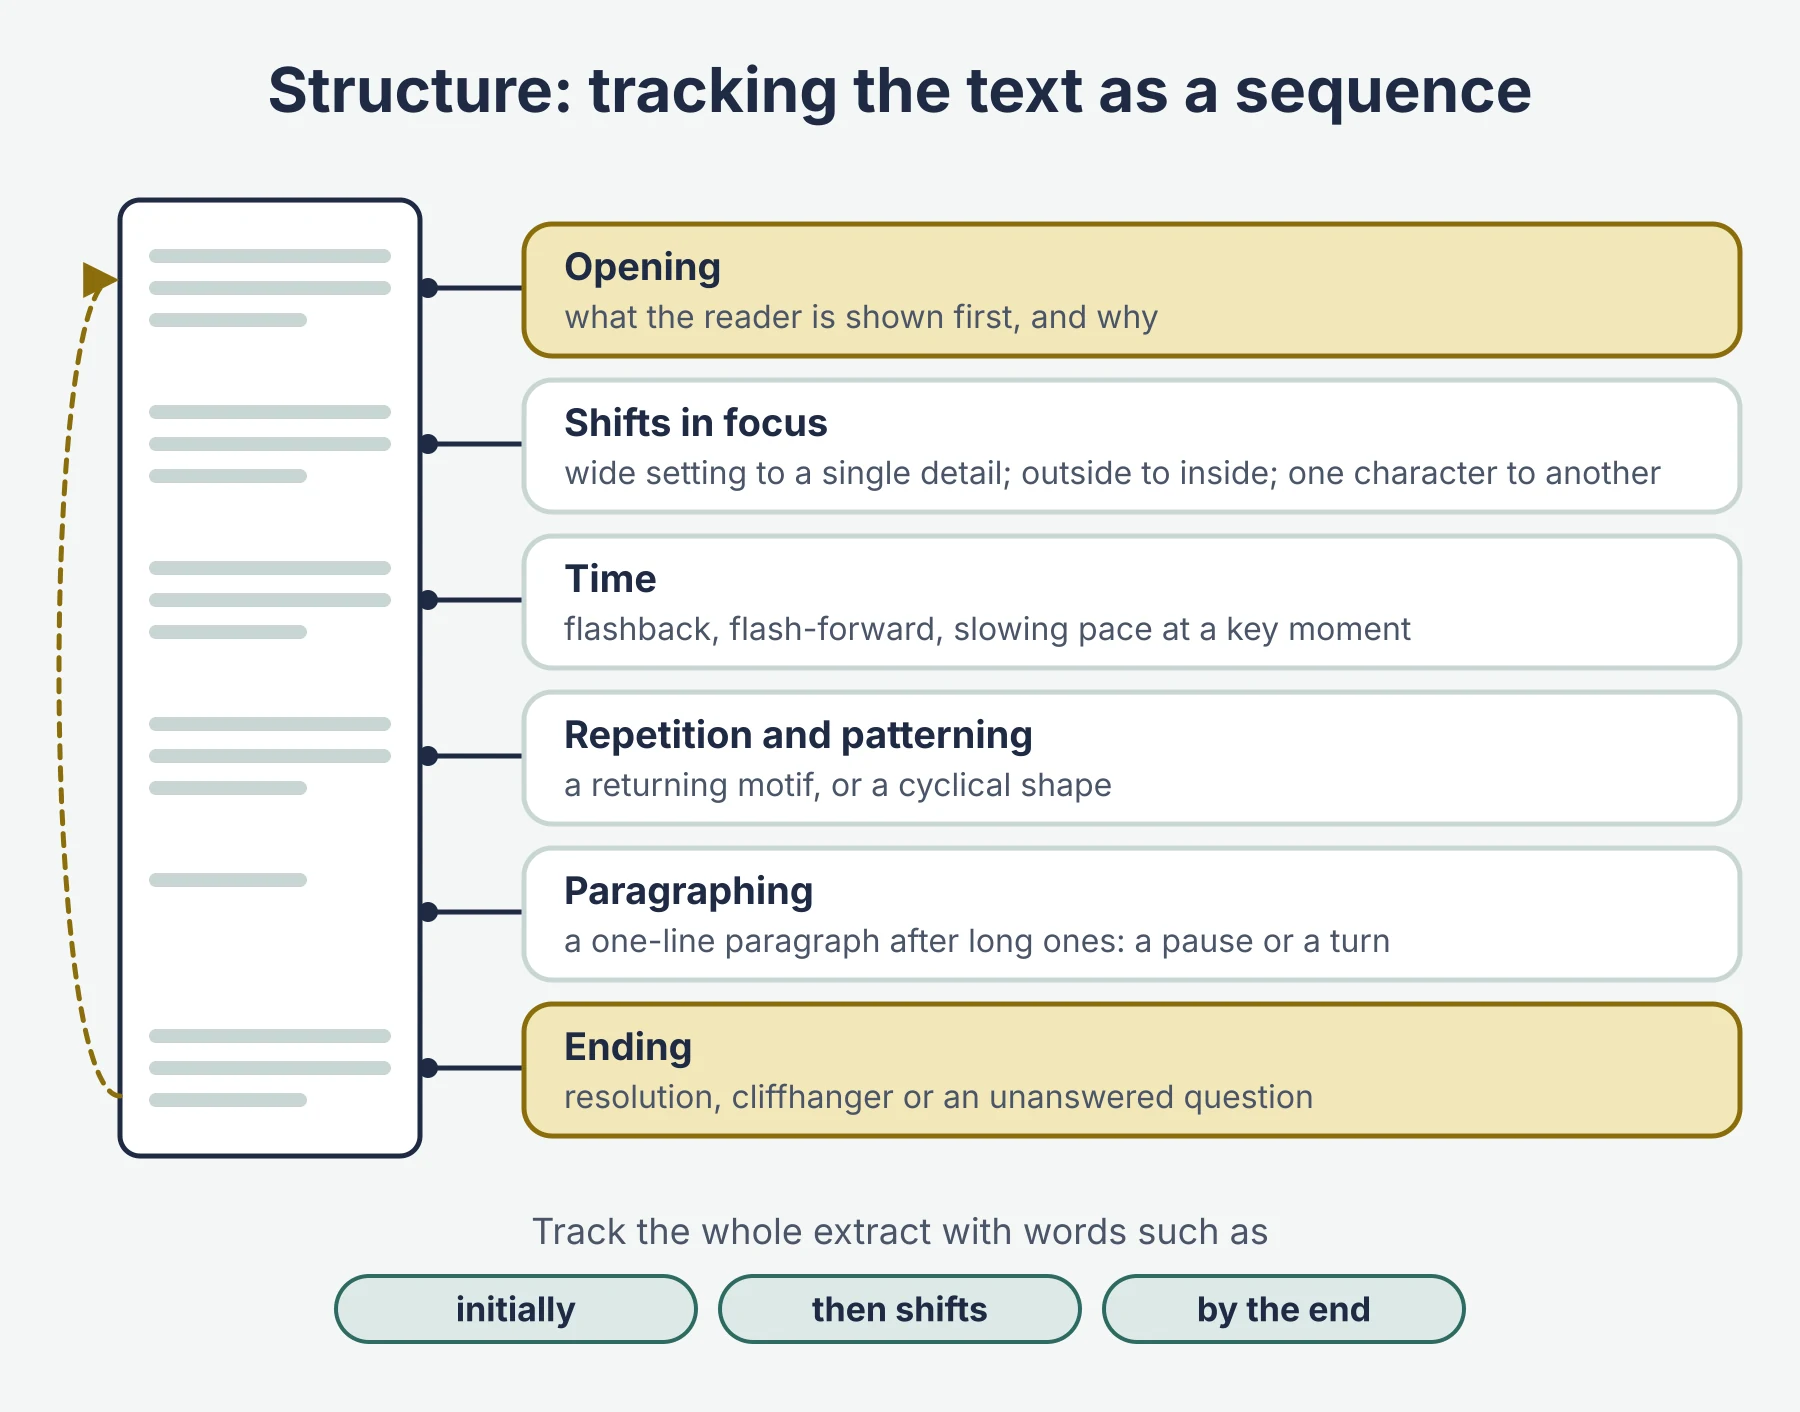 Structure: tracking the text as a sequence
Opening
what the reader is shown first, and why
Shifts in focus
wide setting to a single detail; outside to inside; one character to another
Time
flashback, flash-forward, slowing pace at a key moment
Repetition and patterning
a returning motif, or a cyclical shape
Paragraphing
a one-line paragraph after long ones: a pause or a turn
Ending
resolution, cliffhanger or an unanswered question
Track the whole extract with words such as
initially
then shifts
by the end